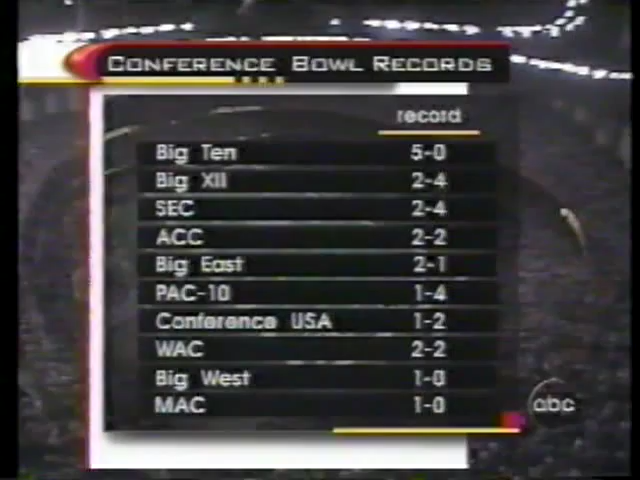 CONFERENCE BOWL RECORDS
record
Big Ten 5-0
Big XII 2-4
SEC 2-4
ACC 2-2
Big East 2-1
PAC-10 1-4
Conference USA 1-2
WAC 2-2
Big West 1-0
MAC 1-0
abc